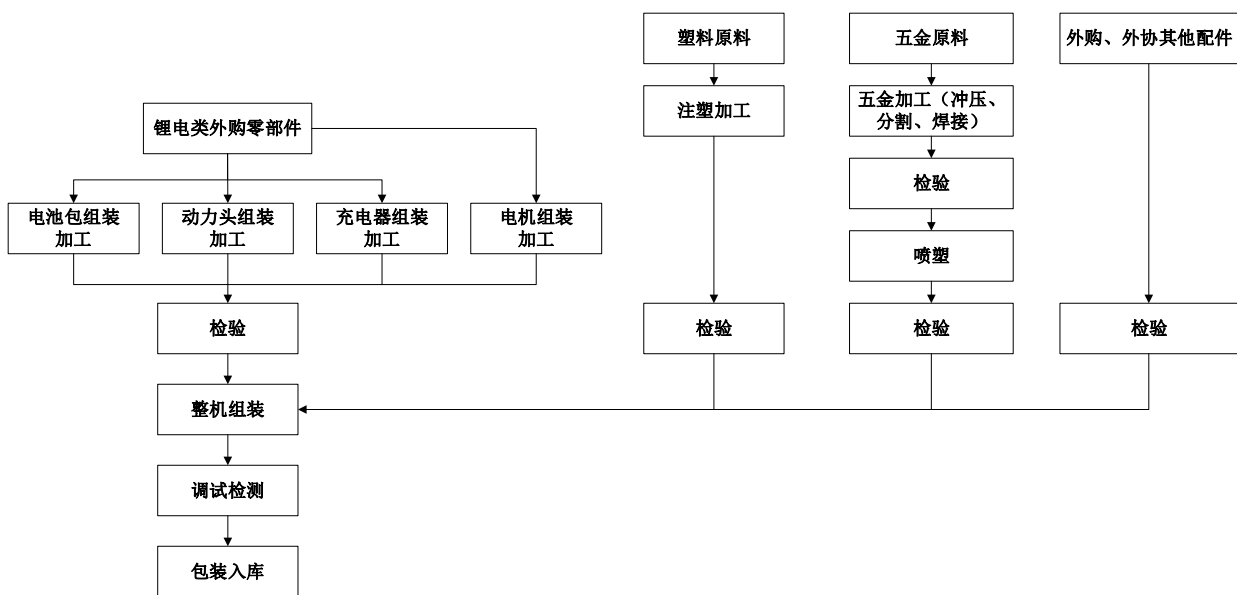 塑料原料
五金原料
外购、外协其他配件
注塑加工
五金加工（冲压、
分割、焊接）
锂电类外购零部件
检验
电池包组装
加工
动力头组装
加工
充电器组装
加工
电机组装
加工
喷塑
检验
检验
检验
检验
整机组装
调试检测
包装入库